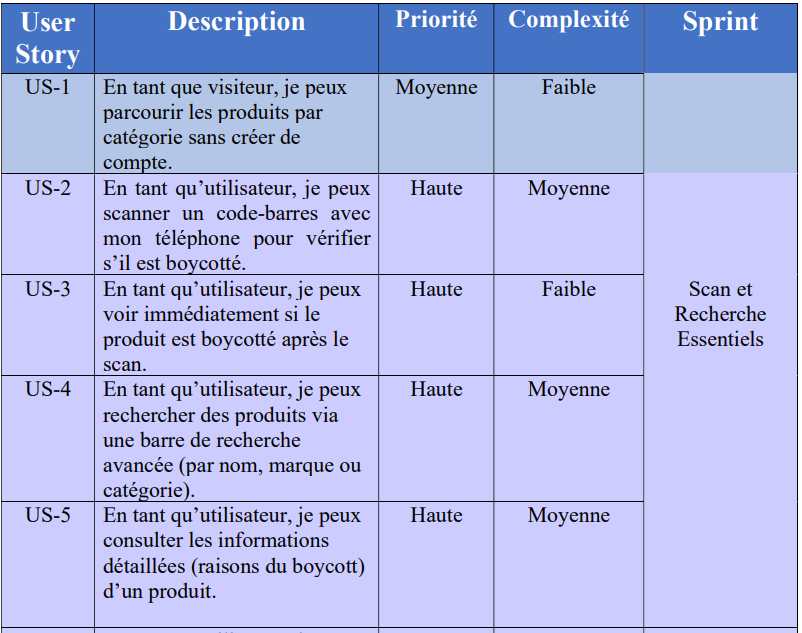 User Story Description Priorité Complexité Sprint
US-1 En tant que visiteur, je peux Moyenne Faible
parcourir les produits par
catégorie sans créer de
compte.
US-2 En tant qu’utilisateur, je peux Haute Moyenne
scanner un code-barres avec
mon téléphone pour vérifier
s’il est boycotté.
US-3 En tant qu’utilisateur, je peux Haute Faible Scan et
voir immédiatement si le Recherche
produit est boycotté après le Essentiels
scan.
US-4 En tant qu’utilisateur, je peux Haute Moyenne
rechercher des produits via
une barre de recherche
avancée (par nom, marque ou
catégorie).
US-5 En tant qu’utilisateur, je peux Haute Moyenne
consulter les informations
détaillées (raisons du boycott)
d’un produit.